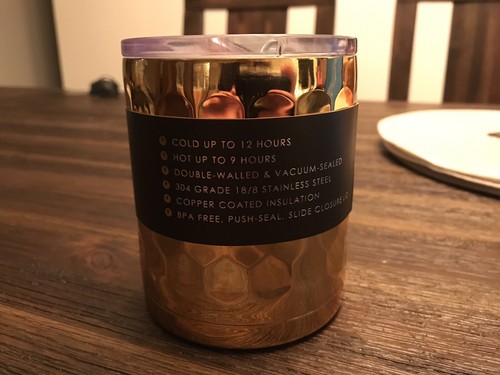 COLD UP TO 12 HOURS
HOT UP TO 9 HOURS
DOUBLE-WALLED & VACUUM-SEALED
304 GRADE 18/8 STAINLESS STEEL
COPPER COATED INSULATION
BPA FREE, PUSH-SEAL, SLIDE CLOSURE